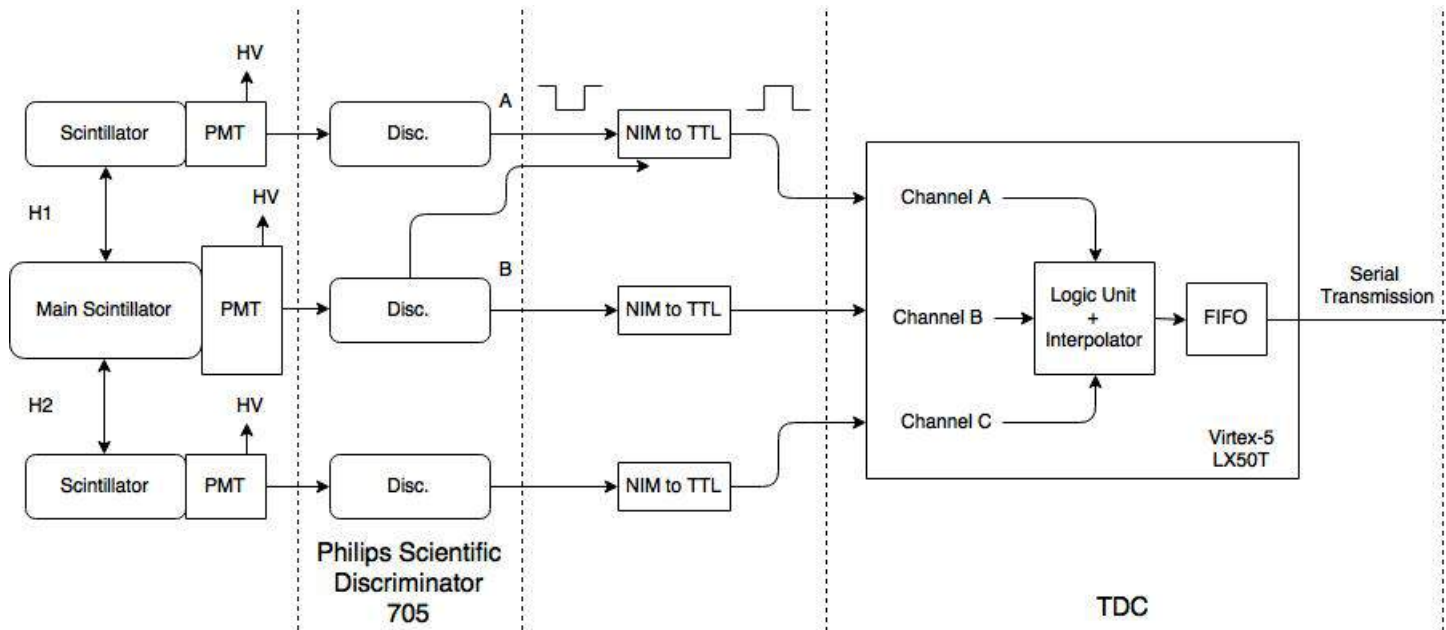 HV
A
Scintillator
PMT
Disc.
NIM to TTL
H1
HV
B
Main Scintillator
PMT
Disc.
NIM to TTL
H2
HV
Scintillator
PMT
Disc.
NIM to TTL
Philips Scientific
Discriminator
705
Channel A
Channel B
Channel C
Logic Unit
+
Interpolator
FIFO
Virtex-5
LX50T
Serial
Transmission
TDC